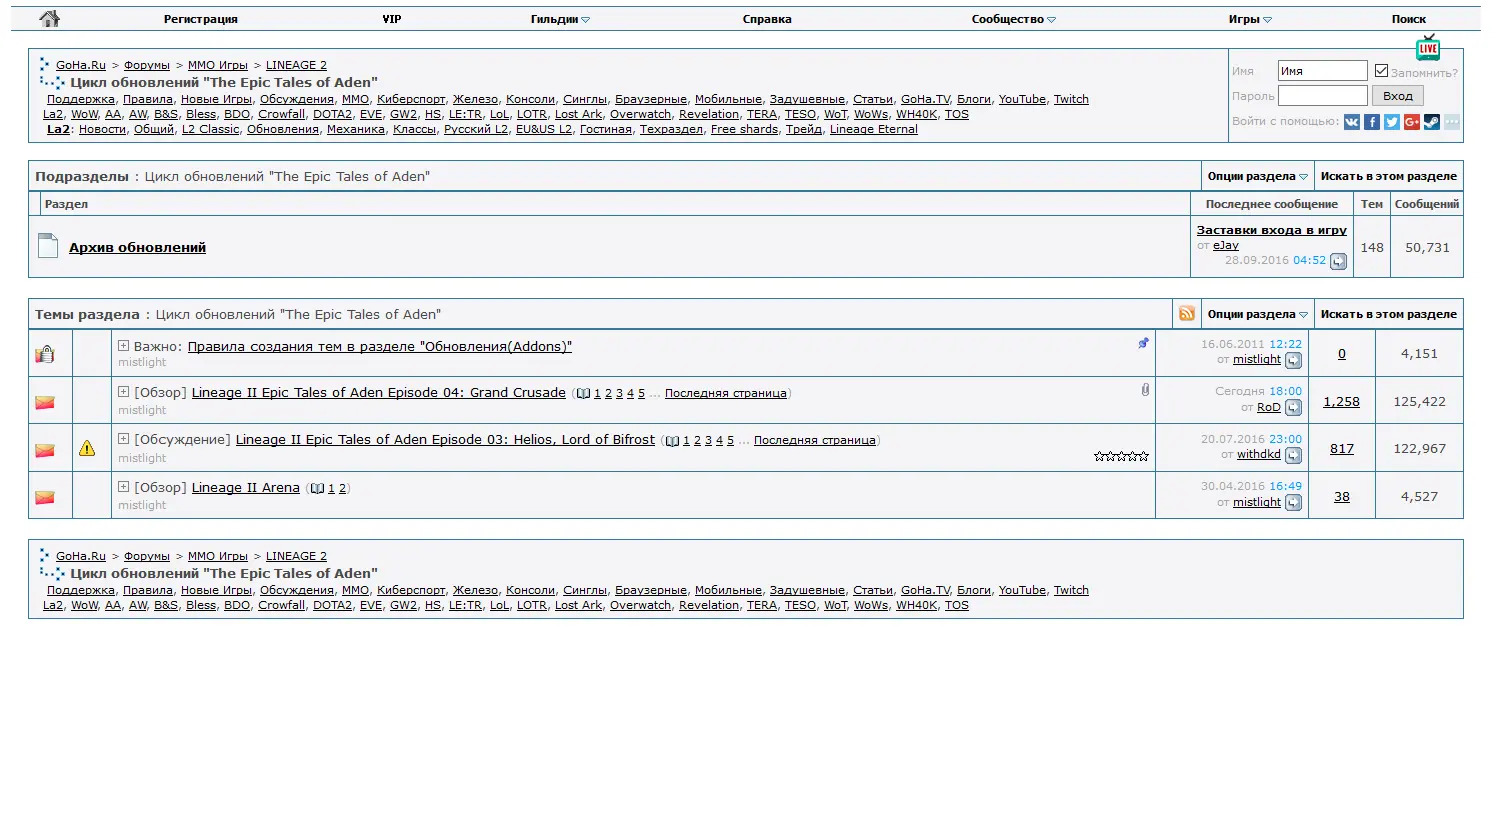 Регистрация VIP Гильдии Справка Сообщество Игры Поиск
LIVE
GoHa.Ru > Форумы > MMO Игры > LINEAGE 2
Цикл обновлений "The Epic Tales of Aden"
Поддержка, Правила, Новые Игры, Обсуждения, MMO, Киберспорт, Железо, Консоли, Синглы, Браузерные, Мобильные, Задушевные, Статьи, GoHa.TV, Блоги, YouTube, Twitch
La2, WoW, AA, AW, B&S, Bless, BDO, Crowfall, DOTA2, EVE, GW2, HS, LE:TR, LoL, LOTR, Lost Ark, Overwatch, Revelation, TERA, TESO, WoT, WoWs, WH40K, TOS
La2: Новости, Общий, L2 Classic, Обновления, Механика, Классы, Русский L2, EU&US L2, Гостиная, Техраздел, Free shards, Трейд, Lineage Eternal
Имя Имя Запомнить?
Пароль Вход
Войти с помощью:
Подразделы : Цикл обновлений "The Epic Tales of Aden" Опции раздела Искать в этом разделе
Раздел Последнее сообщение Тем Сообщений
Архив обновлений
Заставки входа в игру
от eJay
28.09.2016 04:52
148 50,731
Темы раздела : Цикл обновлений "The Epic Tales of Aden" Опции раздела Искать в этом разделе
Важно: Правила создания тем в разделе "Обновления(Addons)"
mistlight
16.06.2011 12:22
от mistlight
0 4,151
[Обзор] Lineage II Epic Tales of Aden Episode 04: Grand Crusade ( 1 2 3 4 5 ... Последняя страница)
mistlight
Сегодня 18:00
от RoD
1,258 125,422
[Обсуждение] Lineage II Epic Tales of Aden Episode 03: Helios, Lord of Bifrost ( 1 2 3 4 5 ... Последняя страница)
mistlight
20.07.2016 23:00
от withdkd
817 122,967
[Обзор] Lineage II Arena ( 1 2)
mistlight
30.04.2016 16:49
от mistlight
38 4,527
GoHa.Ru > Форумы > MMO Игры > LINEAGE 2
Цикл обновлений "The Epic Tales of Aden"
Поддержка, Правила, Новые Игры, Обсуждения, MMO, Киберспорт, Железо, Консоли, Синглы, Браузерные, Мобильные, Задушевные, Статьи, GoHa.TV, Блоги, YouTube, Twitch
La2, WoW, AA, AW, B&S, Bless, BDO, Crowfall, DOTA2, EVE, GW2, HS, LE:TR, LoL, LOTR, Lost Ark, Overwatch, Revelation, TERA, TESO, WoT, WoWs, WH40K, TOS